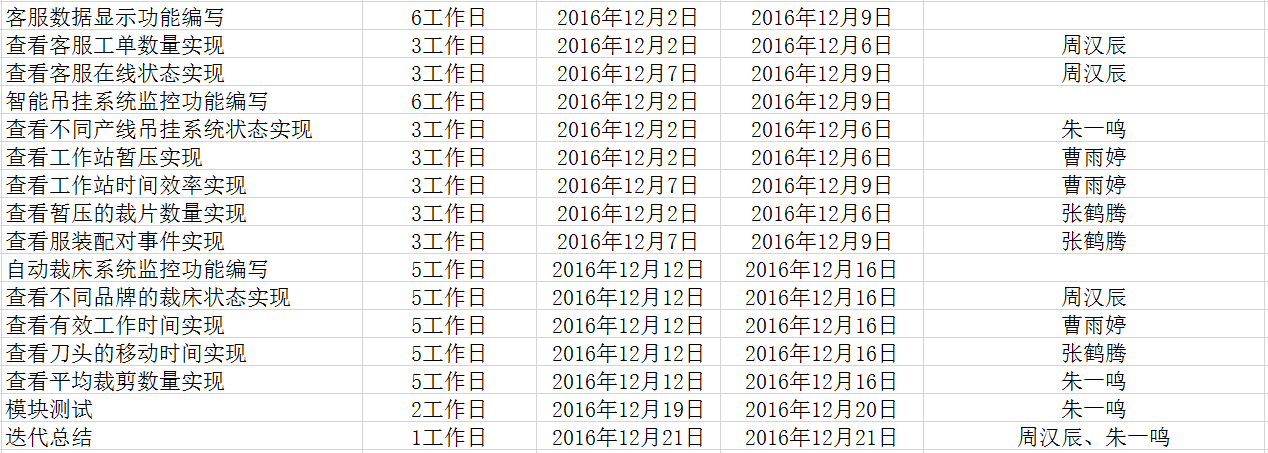 客服数据显示功能编写 6工作日 2016年12月2日 2016年12月9日
查看客服工单数量实现 3工作日 2016年12月2日 2016年12月6日 周汉辰
查看客服在线状态实现 3工作日 2016年12月7日 2016年12月9日 周汉辰
智能吊挂系统监控功能编写 6工作日 2016年12月2日 2016年12月9日
查看不同产线吊挂系统状态实现 3工作日 2016年12月2日 2016年12月6日 朱一鸣
查看工作站暂压实现 3工作日 2016年12月2日 2016年12月6日 曹雨婷
查看工作站时间效率实现 3工作日 2016年12月7日 2016年12月9日 曹雨婷
查看暂压的裁片数量实现 3工作日 2016年12月2日 2016年12月6日 张鹤腾
查看服装配对事件实现 3工作日 2016年12月7日 2016年12月9日 张鹤腾
自动裁床系统监控功能编写 5工作日 2016年12月12日 2016年12月16日
查看不同品牌的裁床状态实现 5工作日 2016年12月12日 2016年12月16日 周汉辰
查看有效工作时间实现 5工作日 2016年12月12日 2016年12月16日 曹雨婷
查看刀头的移动时间实现 5工作日 2016年12月12日 2016年12月16日 张鹤腾
查看平均裁剪数量实现 5工作日 2016年12月12日 2016年12月16日 朱一鸣
模块测试 2工作日 2016年12月19日 2016年12月20日 朱一鸣
迭代总结 1工作日 2016年12月21日 2016年12月21日 周汉辰、朱一鸣